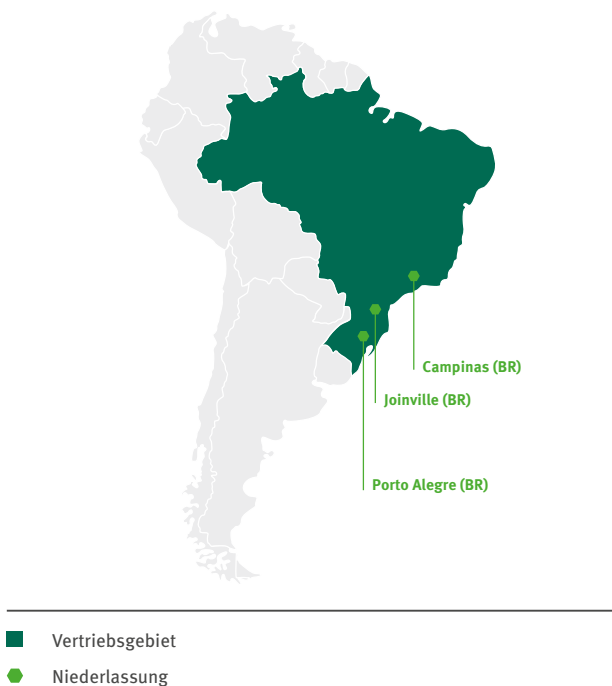 Campinas (BR)
Joinville (BR)
Porto Alegre (BR)
Vertriebsgebiet
Niederlassung